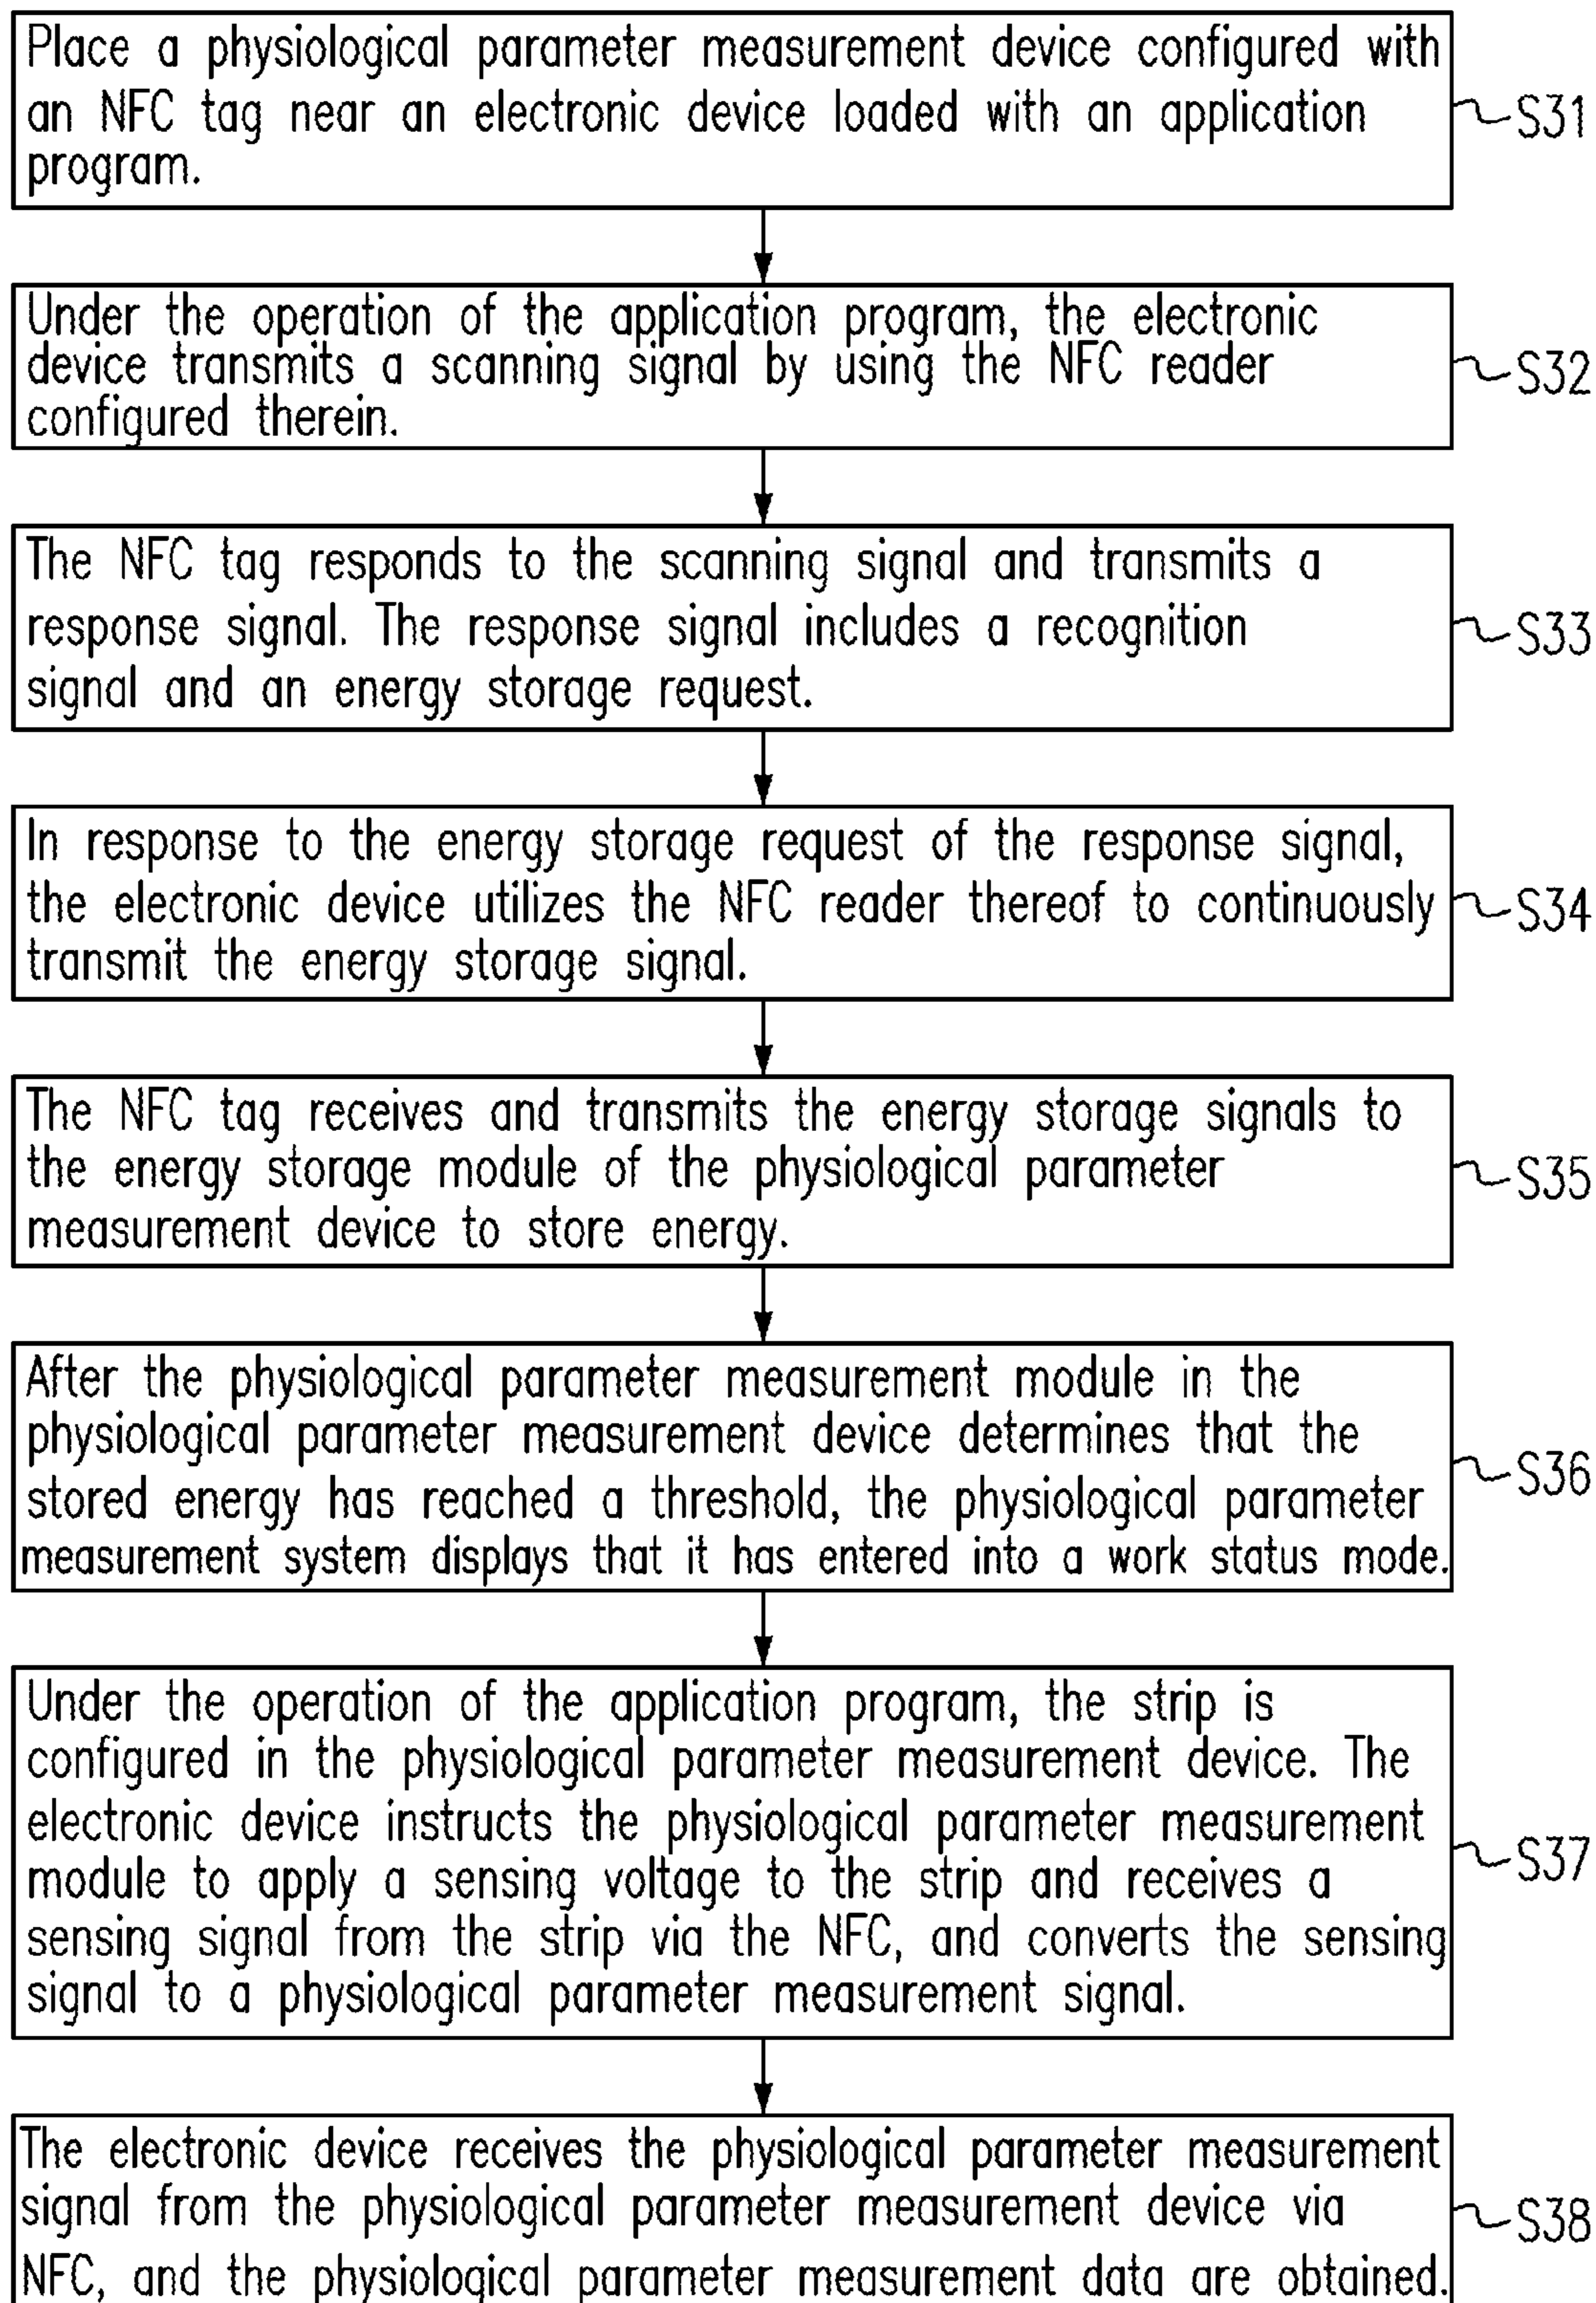 Place a physiological parameter measurement device configured with
an NFC tag near an electronic device loaded with an application
program.
S31
Under the operation of the application program, the electronic
device transmits a scanning signal by using the NFC reader
configured therein.
S32
The NFC tag responds to the scanning signal and transmits a
response signal. The response signal includes a recognition
signal and an energy storage request.
S33
In response to the energy storage request of the response signal,
the electronic device utilizes the NFC reader thereof to continuously
transmit the energy storage signal.
S34
The NFC tag receives and transmits the energy storage signals to
the energy storage module of the physiological parameter
measurement device to store energy.
S35
After the physiological parameter measurement module in the
physiological parameter measurement device determines that the
stored energy has reached a threshold, the physiological parameter
measurement system displays that it has entered into a work status mode.
S36
Under the operation of the application program, the strip is
configured in the physiological parameter measurement device. The
electronic device instructs the physiological parameter measurement
module to apply a sensing voltage to the strip and receives a
sensing signal from the strip via the NFC, and converts the sensing
signal to a physiological parameter measurement signal.
S37
The electronic device receives the physiological parameter measurement
signal from the physiological parameter measurement device via
NFC, and the physiological parameter measurement data are obtained.
S38